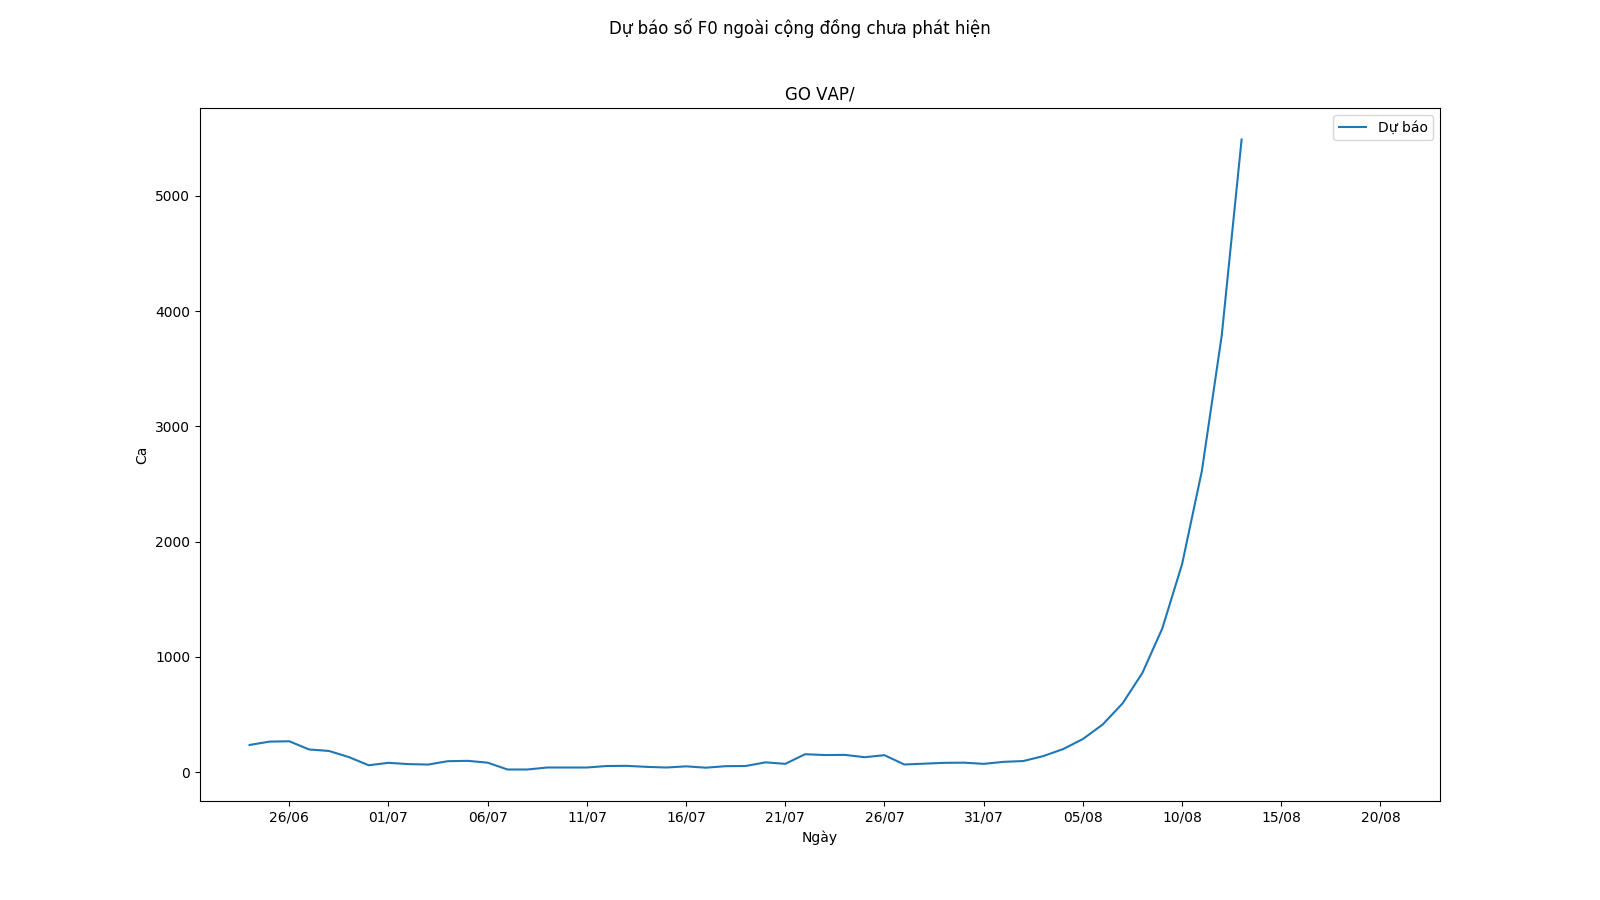 Dự báo số F0 ngoài cộng đồng chưa phát hiện
GO VAP/
Dự báo
5000
4000
3000
2000
1000
0
Ca
26/06 01/07 06/07 11/07 16/07 21/07 26/07 31/07 05/08 10/08 15/08 20/08
Ngày